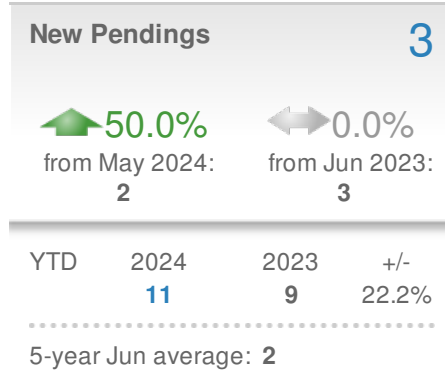 New Pendings 3
50.0% 0.0%
from May 2024: from Jun 2023:
2 3
YTD 2024 2023 +/-
11 9 22.2%
5-year Jun average: 2